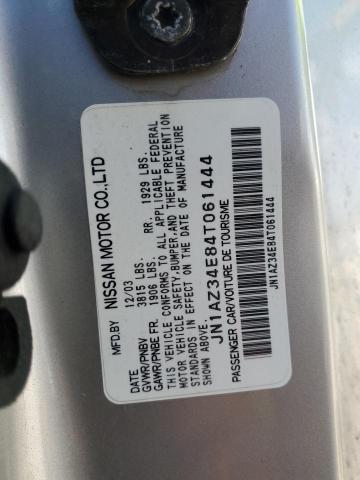 MFD.BY NISSAN MOTOR CO.,LTD
DATE 12/03
GVWR/PNBV 3815 LBS.
GAWR/PNBE FR. 1906 LBS. RR. 1929 LBS.
THIS VEHICLE CONFORMS TO ALL APPLICABLE FEDERAL
MOTOR VEHICLE SAFETY,BUMPER,AND THEFT PREVENTION
STANDARDS IN EFFECT ON THE DATE OF MANUFACTURE
SHOWN ABOVE.
JN1AZ34E84T061444
PASSENGER CAR/VOITURE DE TOURISME
JN1AZ34E84T061444